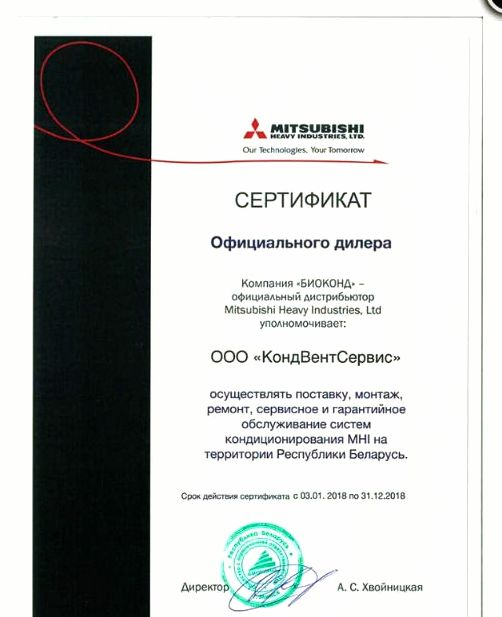 MITSUBISHI
HEAVY INDUSTRIES, LTD.
Our Technologies, Your Tomorrow
СЕРТИФИКАТ
Официального дилера
Компания «БИОКОНД» –
официальный дистрибьютор
Mitsubishi Heavy Industries, Ltd
уполномочивает:
ООО «КондВентСервис»
осуществлять поставку, монтаж,
ремонт, сервисное и гарантийное
обслуживание систем
кондиционирования MHI на
территории Республики Беларусь.
Срок действия сертификата с 03.01. 2018 по 31.12.2018
республика беларусь
Директор
А. С. Хвойницкая